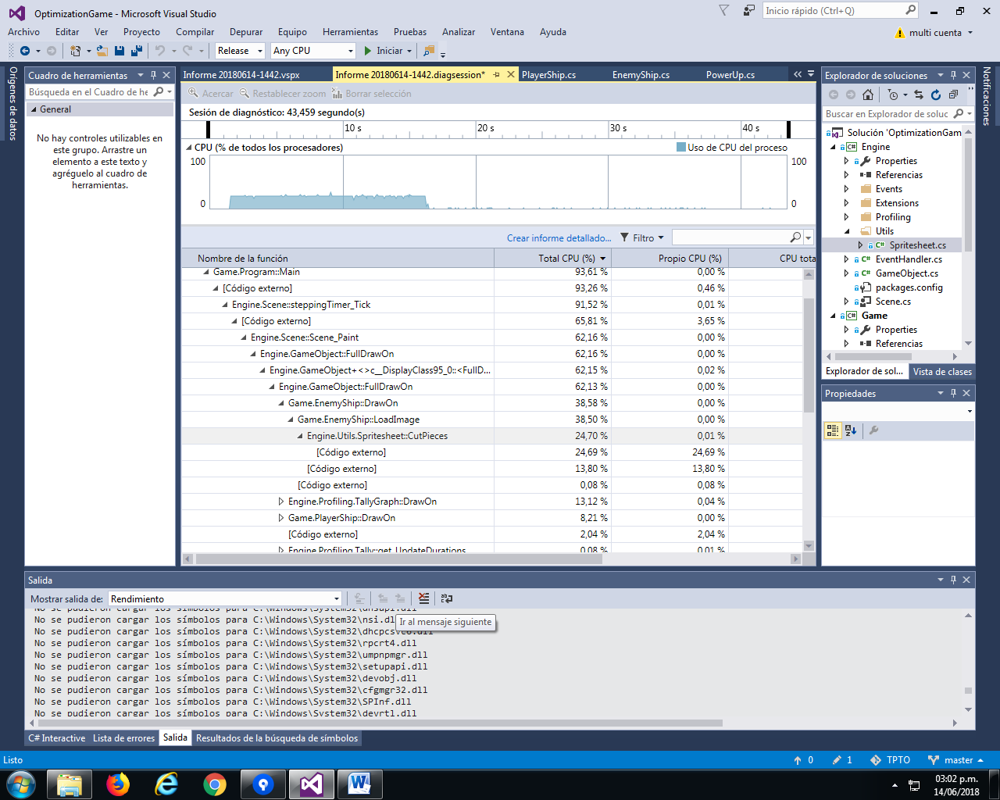 OptimizationGame - Microsoft Visual Studio
Inicio rápido (Ctrl+Q)
Archivo Editar Ver Proyecto Compilar Depurar Equipo Herramientas Pruebas Analizar Ventana Ayuda
multi cuenta
Release Any CPU Iniciar
Orígenes de datos
Cuadro de herramientas
Búsqueda en el Cuadro de he
General
No hay controles utilizables en
este grupo. Arrastre un
elemento a este texto y
agréguelo al cuadro de
herramientas.
Informe 20180614-1442.vspx Informe 20180614-1442.diagsession* PlayerShip.cs EnemyShip.cs PowerUp.cs
Acercar Restablecer zoom Borrar selección
Sesión de diagnóstico: 43,459 segundo(s)
10 s 20 s 30 s 40 s
CPU (% de todos los procesadores) Uso de CPU del proceso
100 100
0 0
Crear informe detallado... Filtro
Nombre de la función Total CPU (%) Propio CPU (%) CPU tota
Game.Program::Main 93,61 % 0,00 %
[Código externo] 93,26 % 0,46 %
Engine.Scene::steppingTimer_Tick 91,52 % 0,01 %
[Código externo] 65,81 % 3,65 %
Engine.Scene::Scene_Paint 62,16 % 0,00 %
Engine.GameObject::FullDrawOn 62,16 % 0,00 %
Engine.GameObject+<>c__DisplayClass95_0::<FullD... 62,15 % 0,02 %
Engine.GameObject::FullDrawOn 62,13 % 0,00 %
Game.EnemyShip::DrawOn 38,58 % 0,00 %
Game.EnemyShip::LoadImage 38,50 % 0,00 %
Engine.Utils.Spritesheet::CutPieces 24,70 % 0,01 %
[Código externo] 24,69 % 24,69 %
[Código externo] 13,80 % 13,80 %
[Código externo] 0,08 % 0,08 %
Engine.Profiling.TallyGraph::DrawOn 13,12 % 0,04 %
Game.PlayerShip::DrawOn 8,21 % 0,00 %
[Código externo] 2,04 % 2,04 %
Engine.Profiling.Tally::get_UpdateDurations 0,08 % 0,01 %
Explorador de soluciones
Buscar en Explorador de soluc
Solución 'OptimizationGam
Engine
Properties
Referencias
Events
Extensions
Profiling
Utils
Spritesheet.cs
EventHandler.cs
GameObject.cs
packages.config
Scene.cs
Game
Properties
Referencias
Explorador de sol... Vista de clases
Propiedades
Notificaciones
Salida
Mostrar salida de: Rendimiento
No se pudieron cargar los símbolos para C:\Windows\System32\dnsapi.dll
No se pudieron cargar los símbolos para C:\Windows\System32\nsi.dl
Ir al mensaje siguiente
No se pudieron cargar los símbolos para C:\Windows\System32\dhcpcsvc6.dll
No se pudieron cargar los símbolos para C:\Windows\System32\rpcrt4.dll
No se pudieron cargar los símbolos para C:\Windows\System32\umpnpmgr.dll
No se pudieron cargar los símbolos para C:\Windows\System32\setupapi.dll
No se pudieron cargar los símbolos para C:\Windows\System32\devobj.dll
No se pudieron cargar los símbolos para C:\Windows\System32\cfgmgr32.dll
No se pudieron cargar los símbolos para C:\Windows\System32\SPInf.dll
No se pudieron cargar los símbolos para C:\Windows\System32\devrtl.dll
C# Interactive Lista de errores Salida Resultados de la búsqueda de símbolos
Listo 0 1 TPTO master
03:02 p.m.
14/06/2018